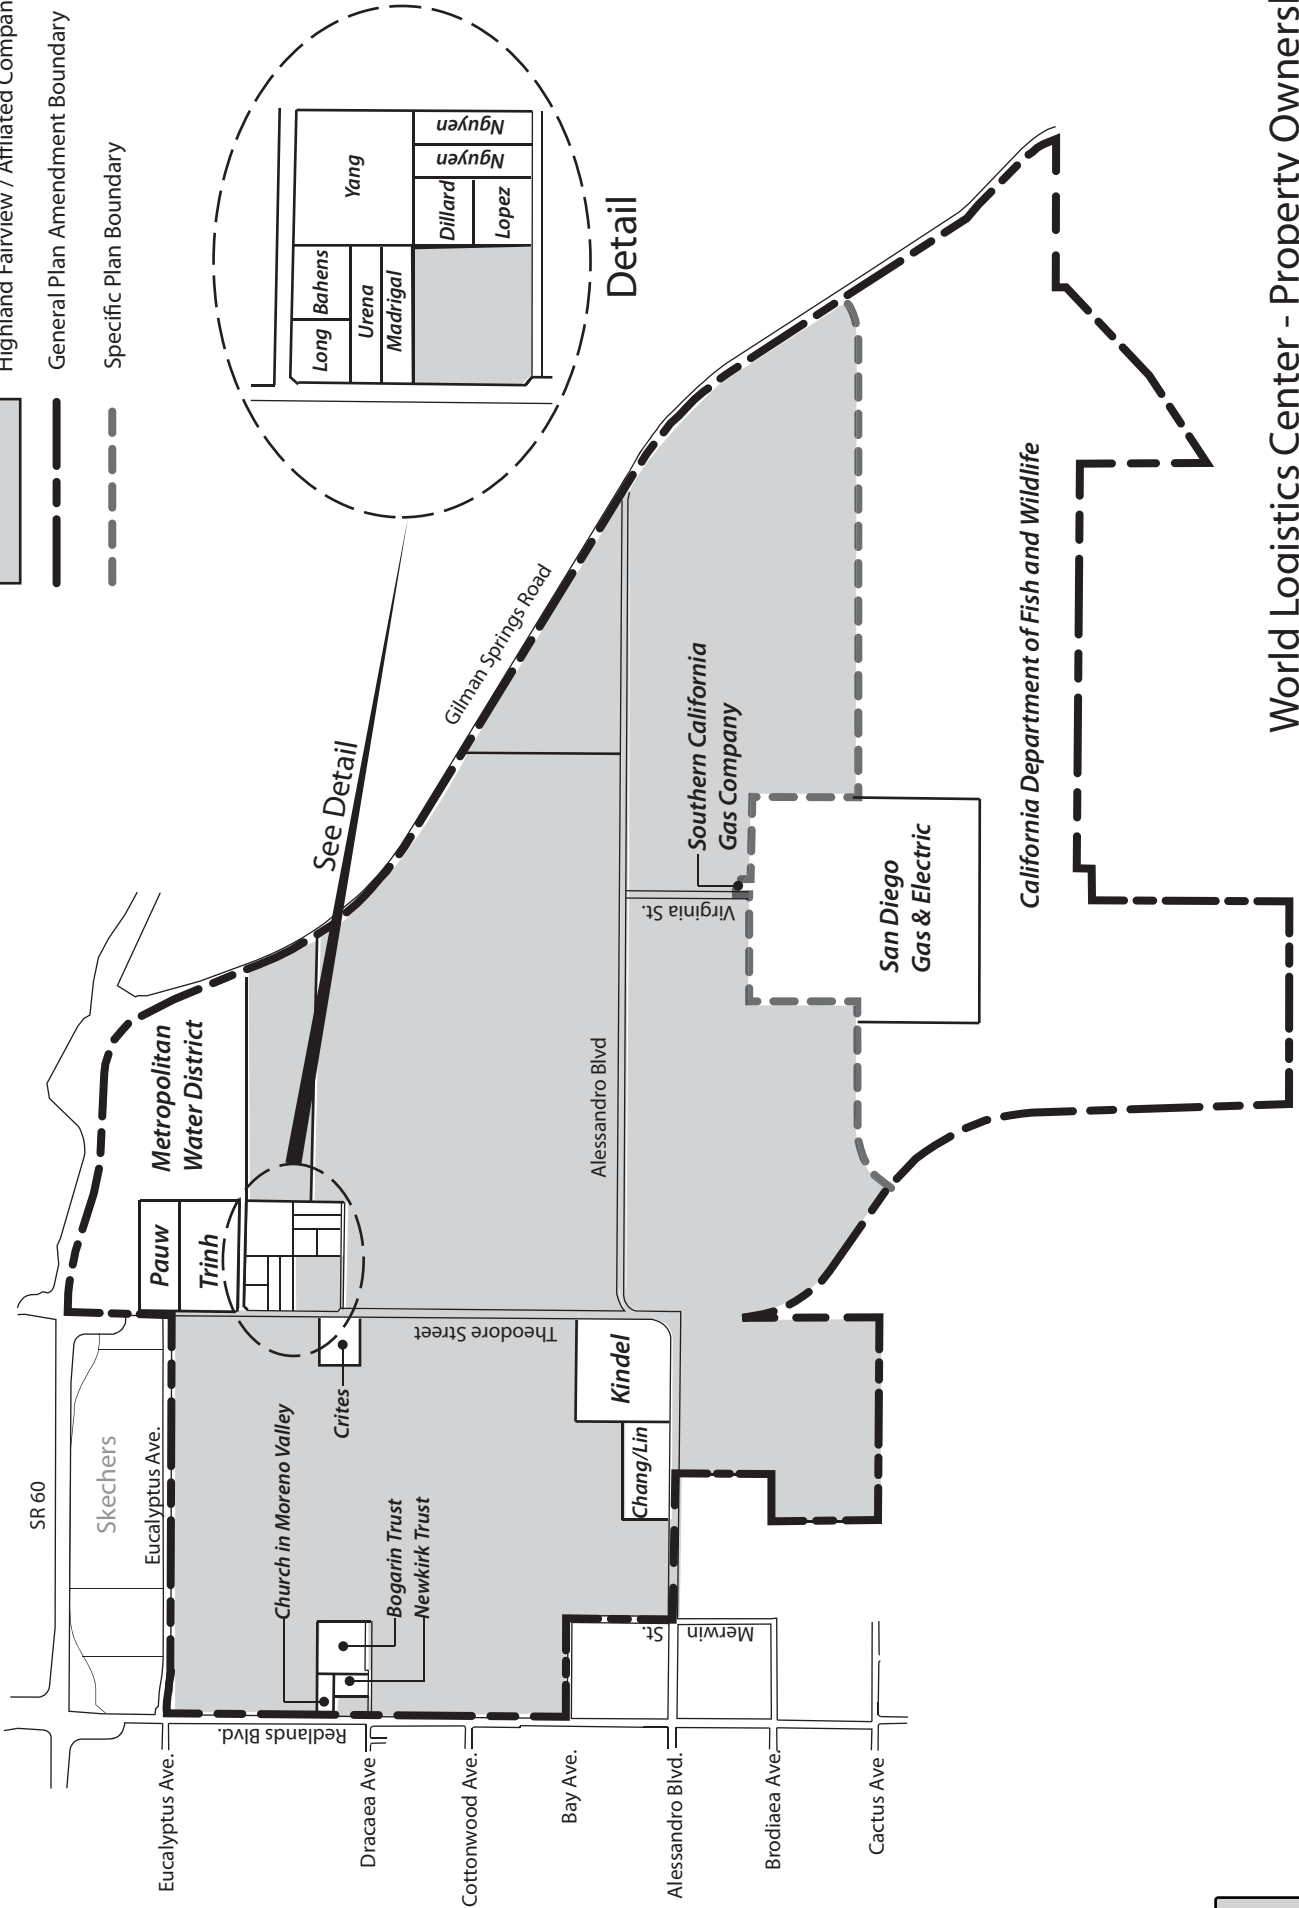 Highland Fairview / Affiliated
General Plan Amendment Boundary
Specific Plan Boundary
Long
Bahens
Yang
Urena
Madrigal
Dillard
Lopez
Nguyen
Nguyen
Detail
See Detail
SR 60
Skechers
Eucalyptus Ave.
Pauw
Trinh
Metropolitan
Water District
Gilman Springs Road
Church in Moreno Valley
Crites
Bogarin Trust
Newkirk Trust
Theodore Street
Redlands Blvd.
Kindel
Chang/Lin
Alessandro Blvd
Virginia St.
Southern California
Gas Company
San Diego
Gas & Electric
California Department of Fish and Wildlife
Merwin
St.
Eucalyptus Ave.
Dracaea Ave
Cottonwood Ave.
Bay Ave.
Alessandro Blvd.
Brodiaea Ave.
Cactus Ave
World Logistics Center - Property